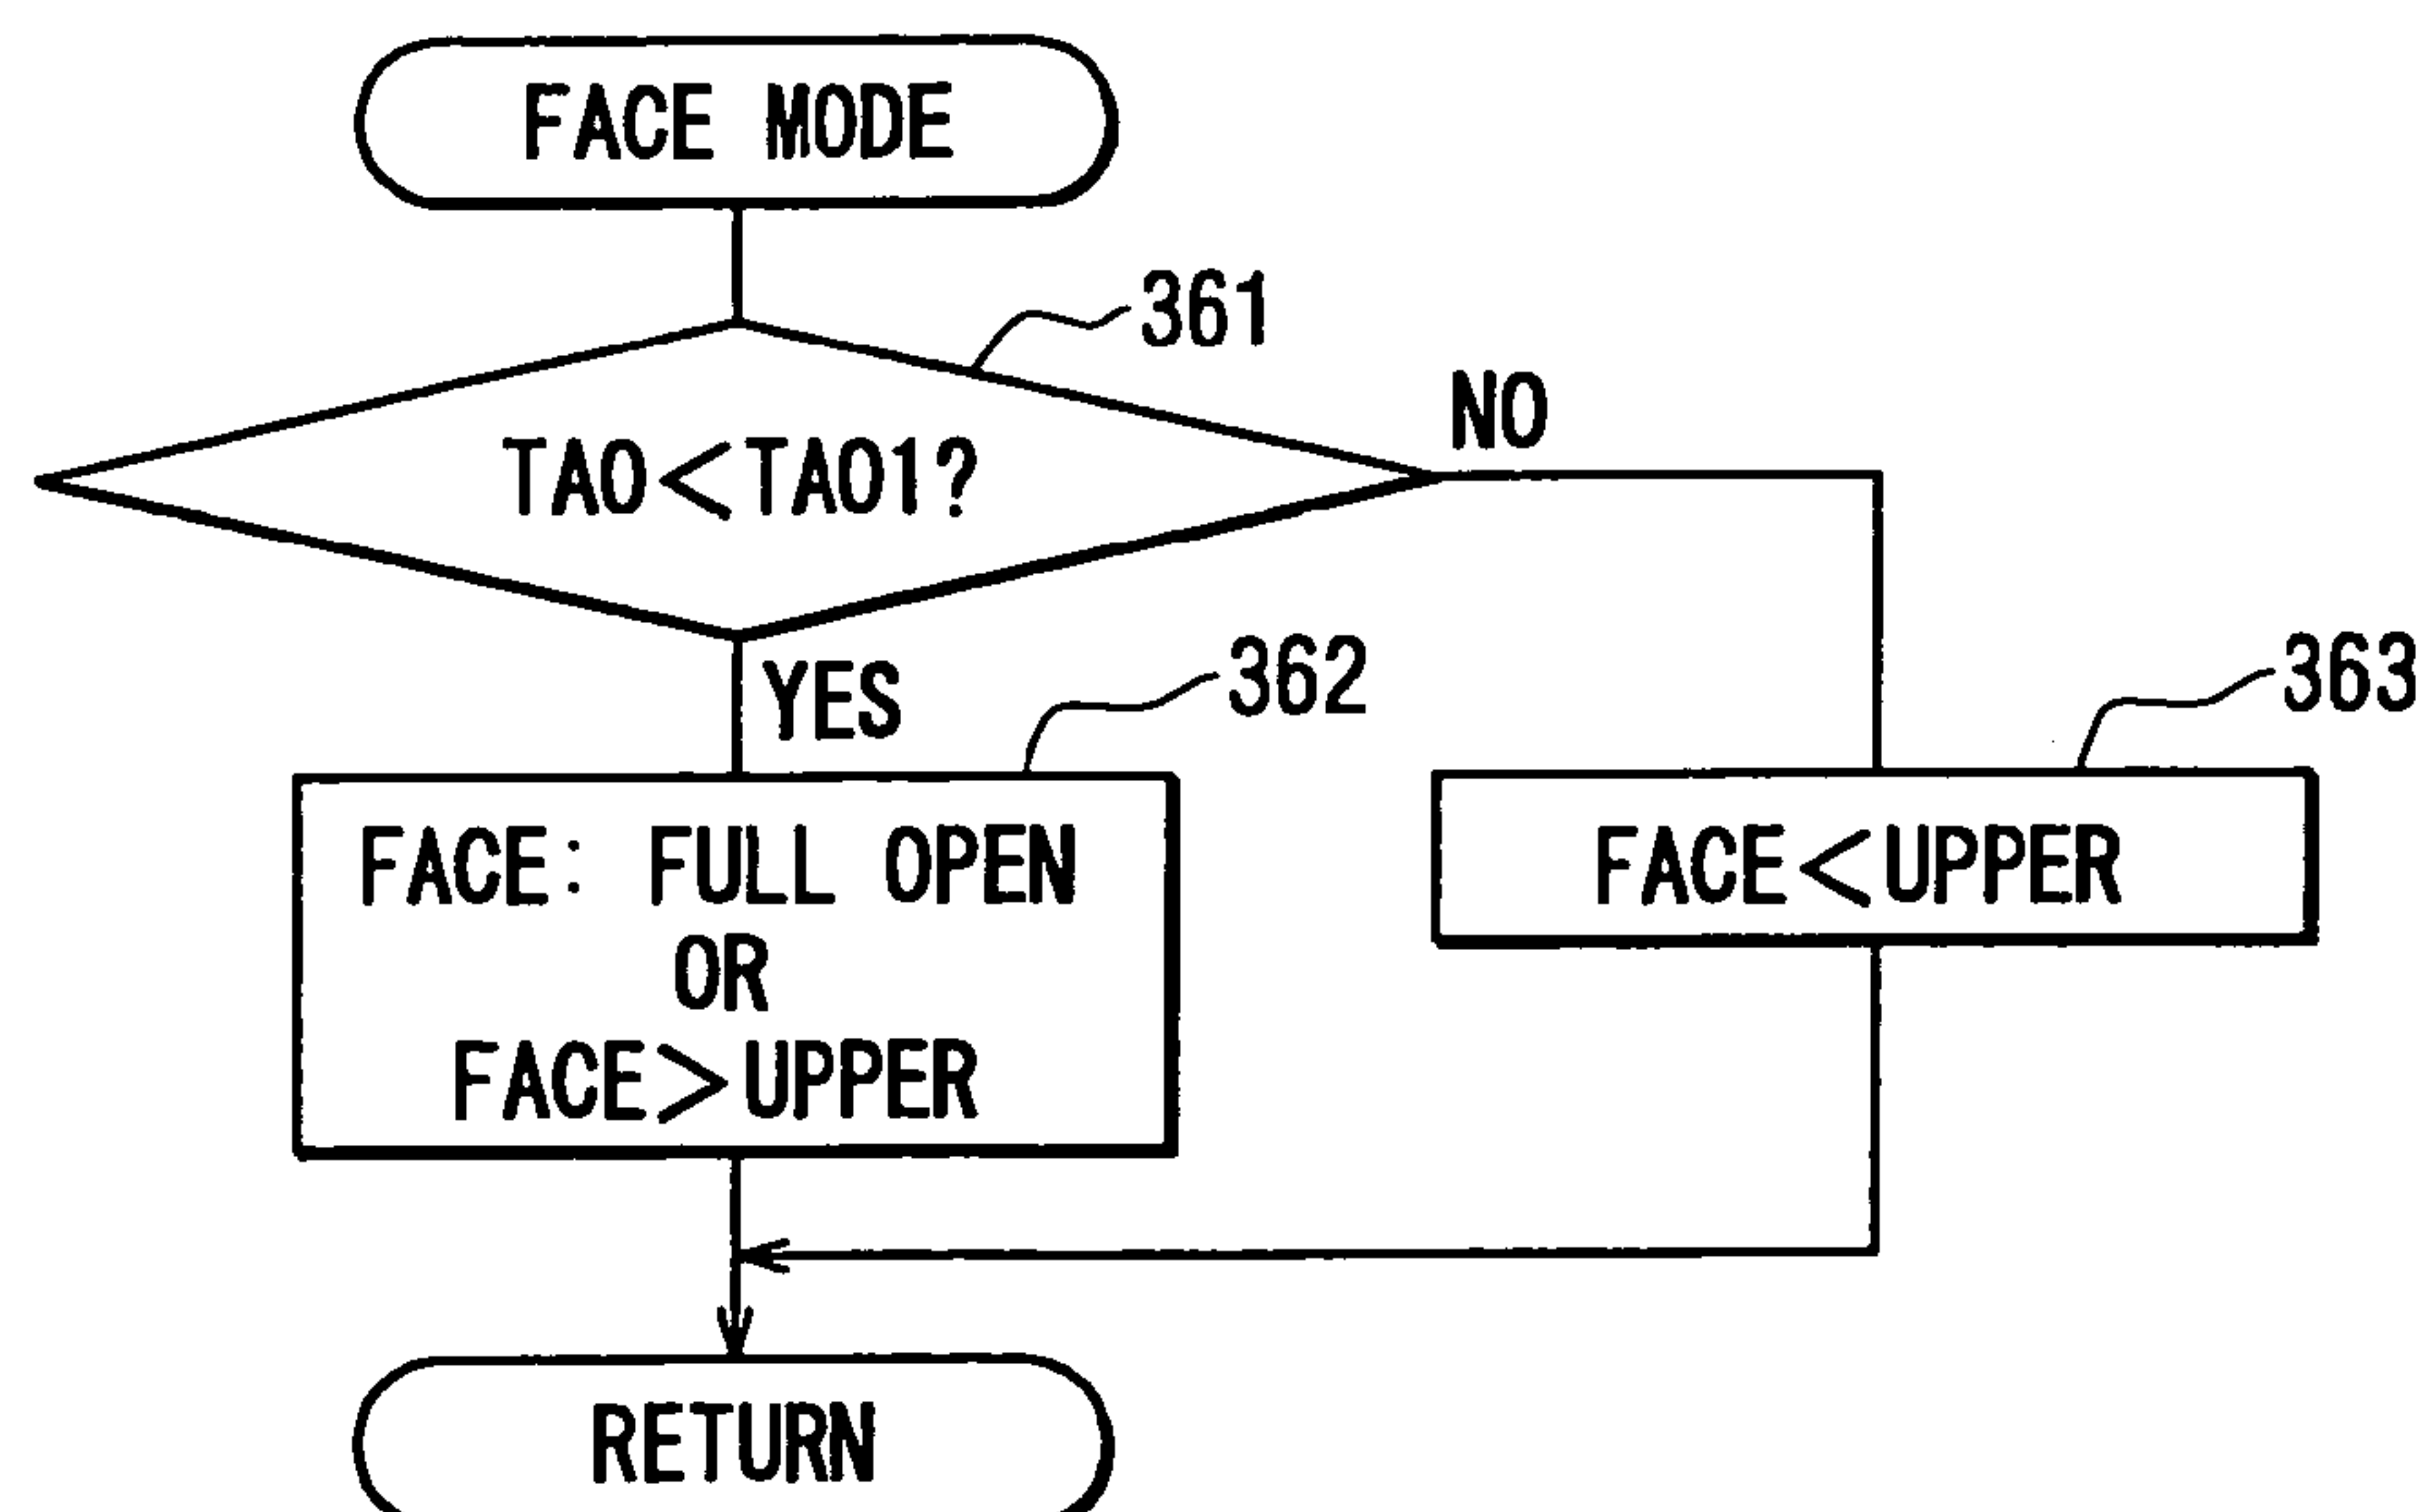 FACE MODE
361
TAO<TAO1?
NO
YES
362
363
FACE: FULL OPEN
OR
FACE>UPPER
FACE<UPPER
RETURN